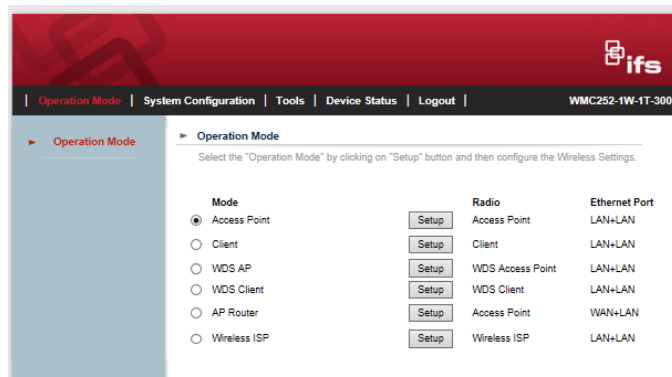 ifs
Operation Mode | System Configuration | Tools | Device Status | Logout | WMC252-1W-1T-300
Operation Mode
Operation Mode
Select the "Operation Mode" by clicking on "Setup" button and then configure the Wireless Settings.
Mode Radio Ethernet Port
Access Point Setup Access Point LAN+LAN
Client Setup Client LAN+LAN
WDS AP Setup WDS Access Point LAN+LAN
WDS Client Setup WDS Client LAN+LAN
AP Router Setup Access Point WAN+LAN
Wireless ISP Setup Wireless ISP LAN+LAN